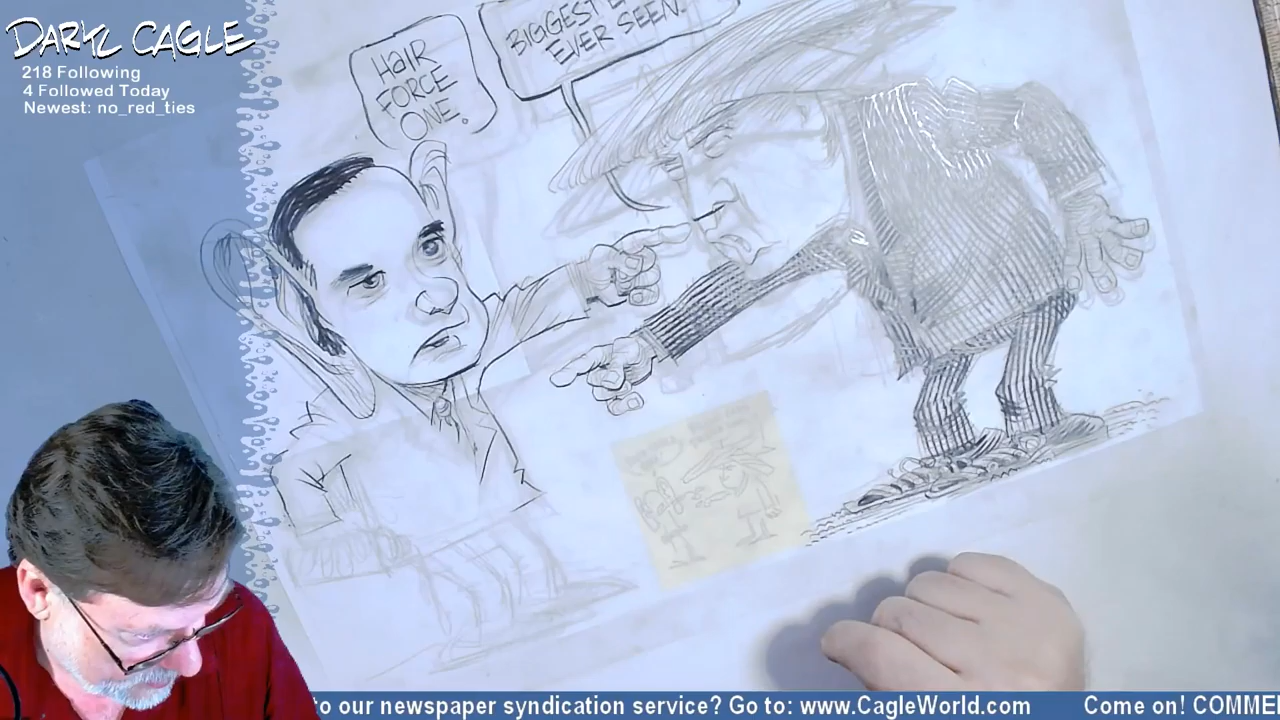 DARYL CAGLE
218 Following
4 Followed Today
Newest: no_red_ties
HAIR
FORCE
ONE.
BIGGEST
EVER SEEN.
to our newspaper syndication service? Go to: www.CagleWorld.com Come on! COMME